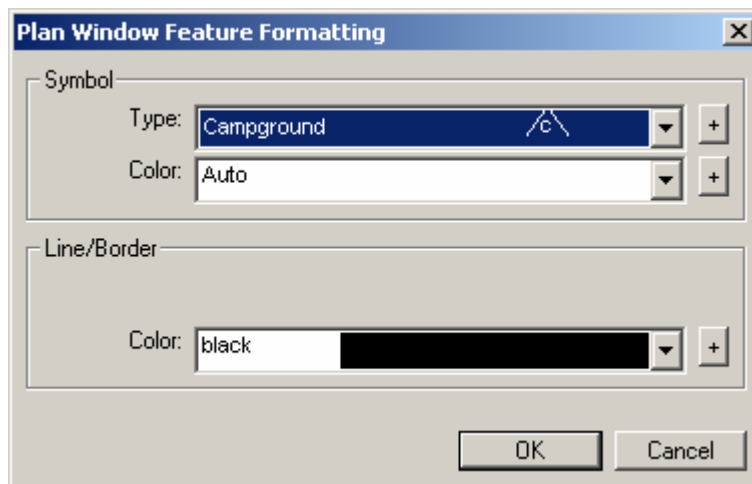 Plan Window Feature Formatting
Symbol
Type: Campground c +
Color: Auto +
Line/Border
Color: black +
OK Cancel